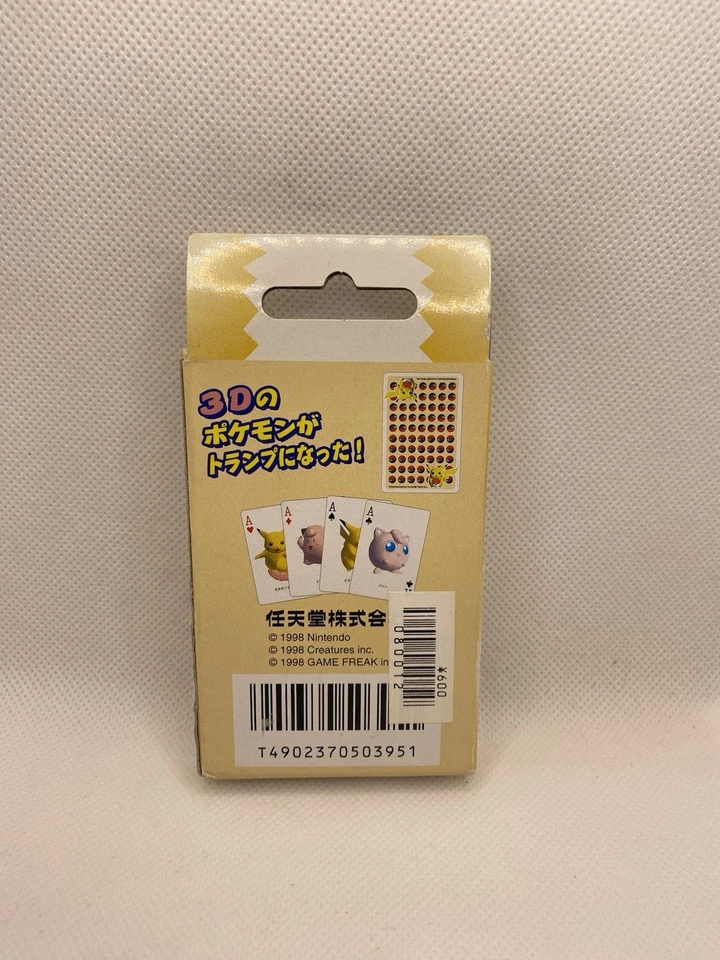 3Dの
ポケモンが
トランプになった!
A
A
A
A
任天堂株式会
© 1998 Nintendo
© 1998 Creatures inc.
© 1998 GAME FREAK in
080012
¥600
T4902370503951